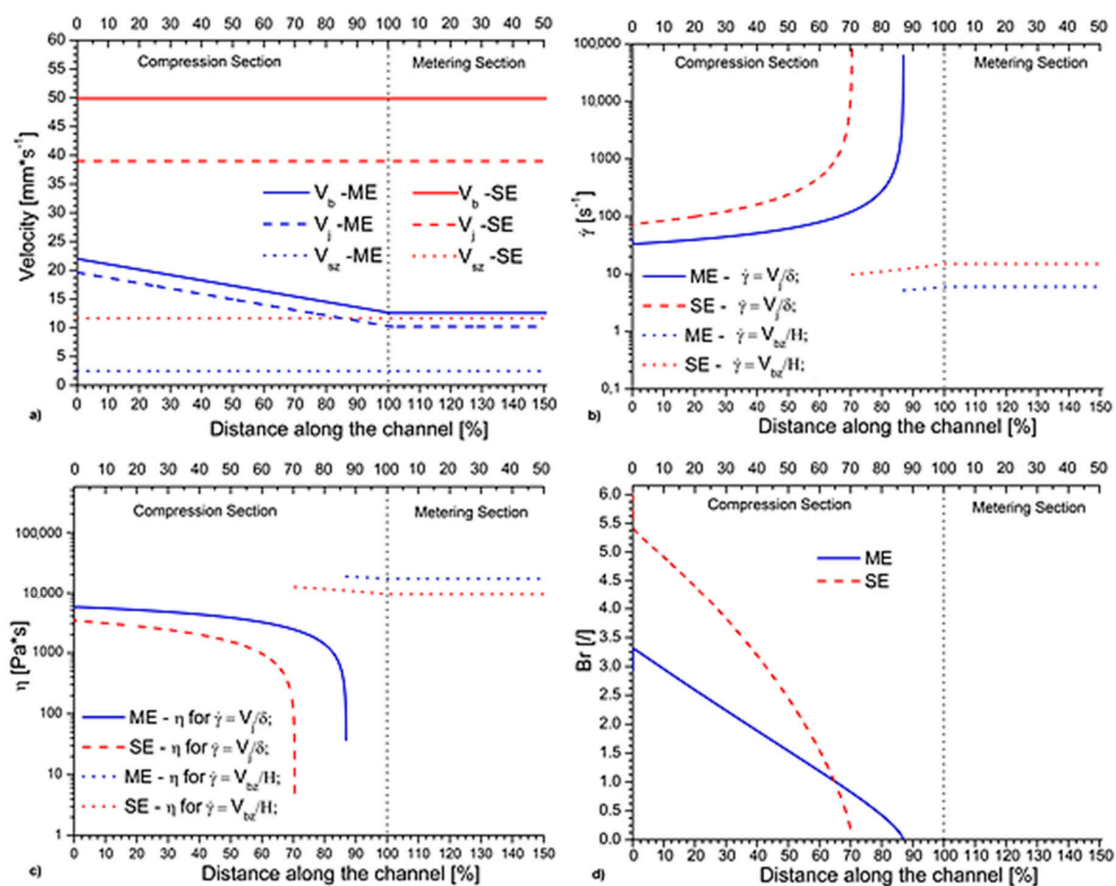 0 10 20 30 40 50 60 70 80 90 100 10 20 30 40 50
60
55
50
45
40
35
30
25
20
15
10
5
0
Velocity [mm*s⁻¹]
Compression Section
Metering Section
V_b -ME
V_j -ME
V_sz -ME
V_b -SE
V_j -SE
V_sz -SE
0 10 20 30 40 50 60 70 80 90 100 110 120 130 140 150
a)
Distance along the channel [%]
0 10 20 30 40 50 60 70 80 90 100 10 20 30 40 50
100,000
10,000
1000
100
10
1
0,1
γ̇ [s⁻¹]
Compression Section
Metering Section
ME - γ̇ = V_j/δ;
SE - γ̇ = V_j/δ;
ME - γ̇ = V_bz/H;
SE - γ̇ = V_bz/H;
0 10 20 30 40 50 60 70 80 90 100 110 120 130 140 150
b)
Distance along the channel [%]
0 10 20 30 40 50 60 70 80 90 100 10 20 30 40 50
100,000
10,000
1000
100
10
1
η [Pa*s]
Compression Section
Metering Section
ME - η for γ̇ = V_j/δ;
SE - η for γ̇ = V_j/δ;
ME - η for γ̇ = V_bz/H;
SE - η for γ̇ = V_bz/H;
0 10 20 30 40 50 60 70 80 90 100 110 120 130 140 150
c)
Distance along the channel [%]
0 10 20 30 40 50 60 70 80 90 100 10 20 30 40 50
6.0
5.5
5.0
4.5
4.0
3.5
3.0
2.5
2.0
1.5
1.0
0.5
0.0
Br [/]
Compression Section
Metering Section
ME
SE
0 10 20 30 40 50 60 70 80 90 100 110 120 130 140 150
d)
Distance along the channel [%]